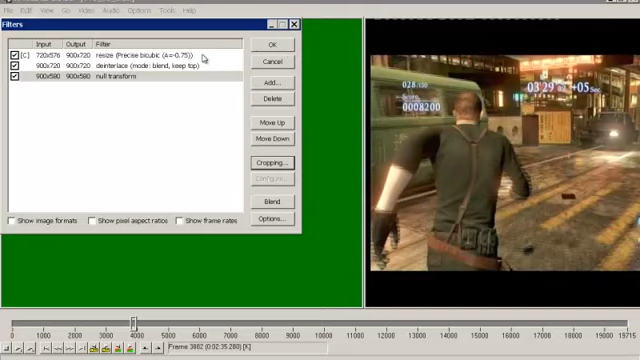 File Edit View Go Video Audio Options Tools Help
Filters
Input Output Filter
[C] 720x576 900x720 resize (Precise bicubic (A=-0.75))
900x720 900x720 deinterlace (mode: blend, keep top)
900x580 900x580 null transform
OK
Cancel
Add...
Delete
Move Up
Move Down
Cropping...
Configure...
Blend
Options...
Show image formats Show pixel aspect ratios Show frame rates
028/150
Score
0008200
03'29 +05 Sec
0 1000 2000 3000 4000 5000 6000 7000 8000 9000 10000 11000 12000 13000 14000 15000 16000 17000 18000 19715
Frame 3882 (0:02:35.280) [K]